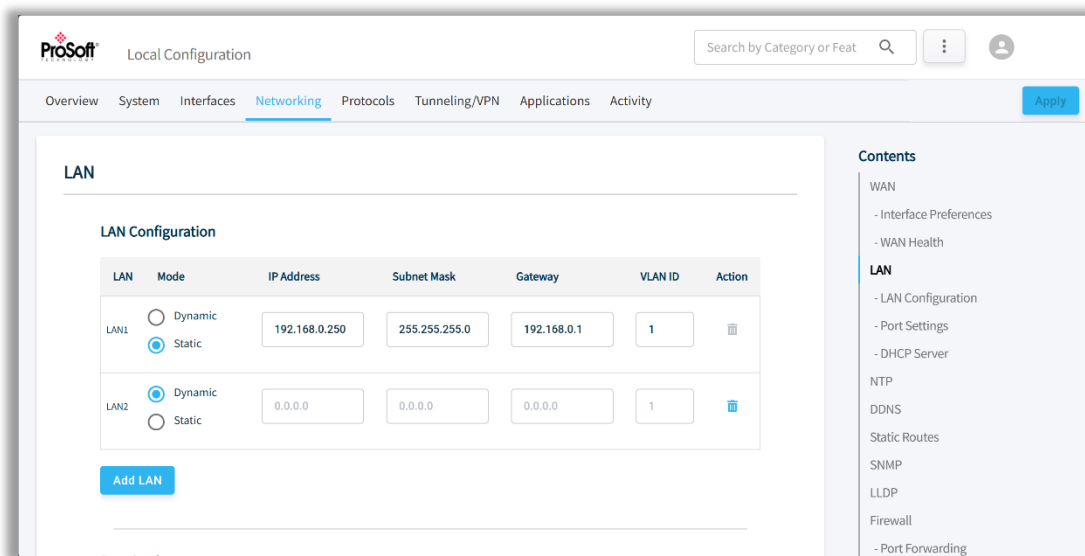 ProSoft
TECHNOLOGY
Local Configuration
Search by Category or Feat
Overview System Interfaces Networking Protocols Tunneling/VPN Applications Activity
Apply
LAN
LAN Configuration
LAN Mode IP Address Subnet Mask Gateway VLAN ID Action
LAN1
Dynamic
Static
192.168.0.250 255.255.255.0 192.168.0.1 1
LAN2
Dynamic
Static
0.0.0.0 0.0.0.0 0.0.0.0 1
Add LAN
Contents
WAN
- Interface Preferences
- WAN Health
LAN
- LAN Configuration
- Port Settings
- DHCP Server
NTP
DDNS
Static Routes
SNMP
LLDP
Firewall
- Port Forwarding